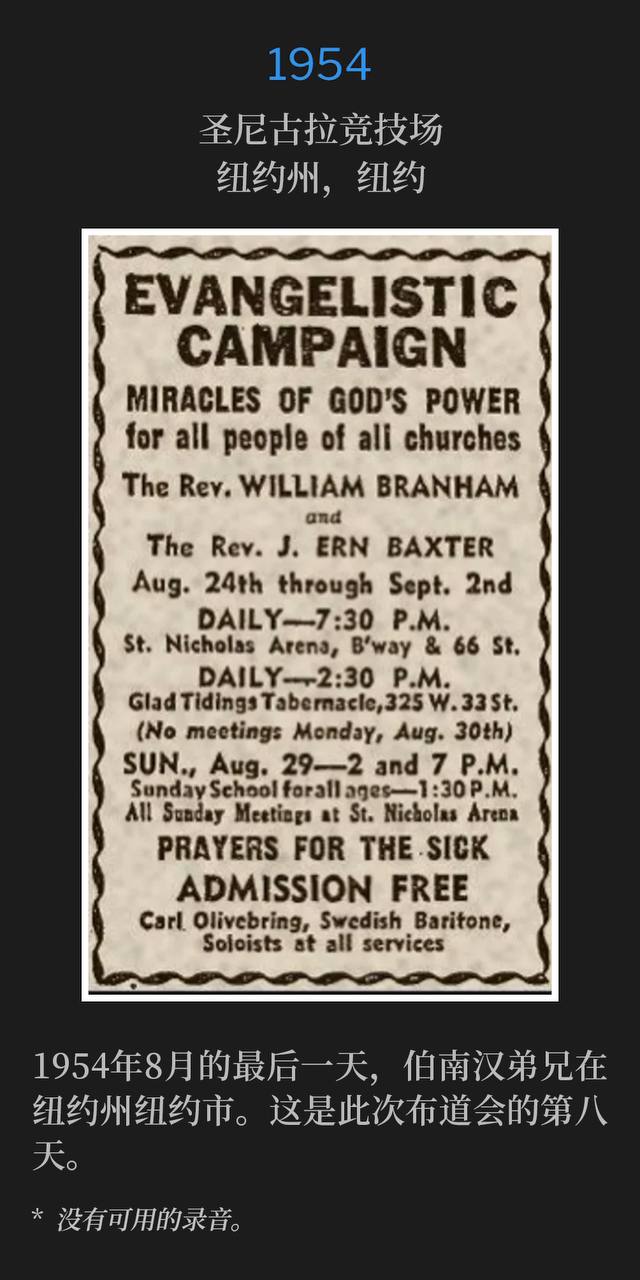 1954
圣尼古拉竞技场
纽约州，纽约
EVANGELISTIC
CAMPAIGN
MIRACLES OF GOD'S POWER
for all people of all churches
The Rev. WILLIAM BRANHAM
and
The Rev. J. ERN BAXTER
Aug. 24th through Sept. 2nd
DAILY—7:30 P.M.
St. Nicholas Arena, B'way & 66 St.
DAILY—2:30 P.M.
Glad Tidings Tabernacle, 325 W. 33 St.
(No meetings Monday, Aug. 30th)
SUN., Aug. 29—2 and 7 P.M.
Sunday School for all ages—1:30 P.M.
All Sunday Meetings at St. Nicholas Arena
PRAYERS FOR THE SICK
ADMISSION FREE
Carl Olivebring, Swedish Baritone,
Soloists at all services
1954年8月的最后一天，伯南汉弟兄在
纽约州纽约市。这是此次布道会的第八
天。
* 没有可用的录音。